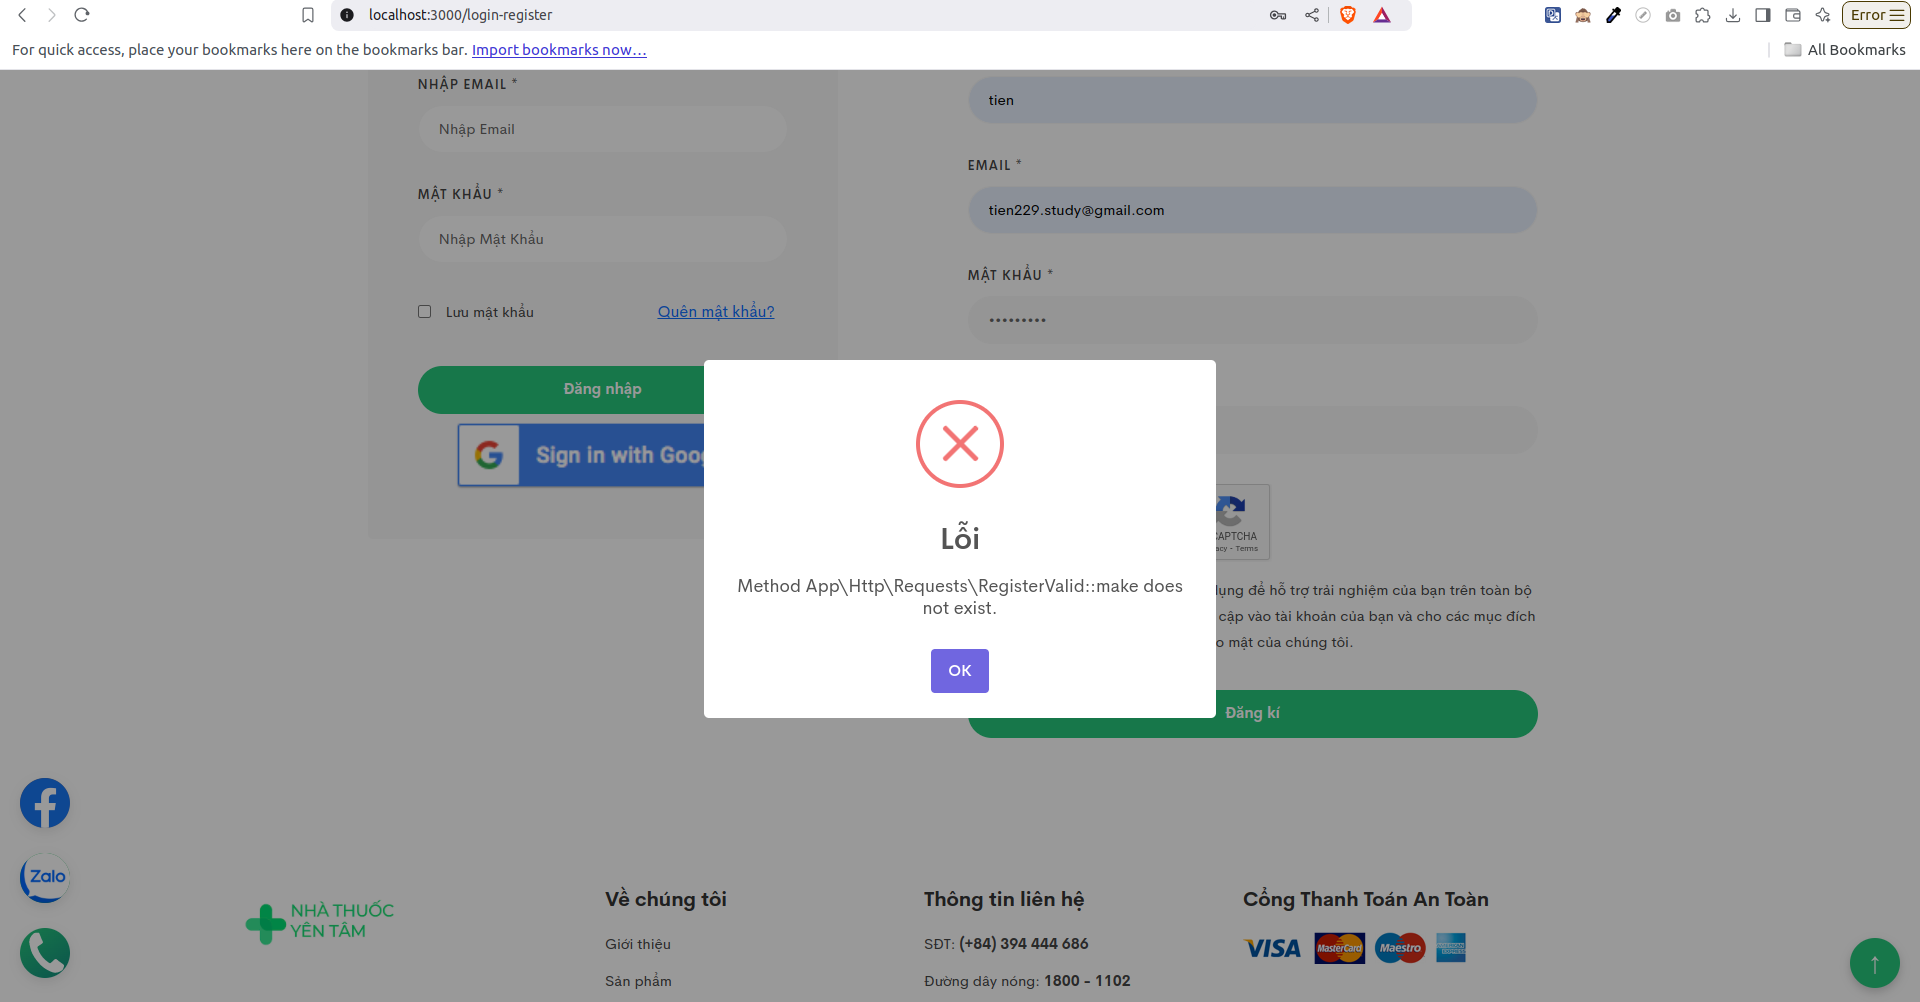 localhost:3000/login-register
Error
For quick access, place your bookmarks here on the bookmarks bar. Import bookmarks now...
All Bookmarks
NHẬP EMAIL *
Nhập Email
MẬT KHẨU *
Nhập Mật Khẩu
Lưu mật khẩu
Quên mật khẩu?
Đăng nhập
Sign in with Goog
tien
EMAIL *
tien229.study@gmail.com
MẬT KHẨU *
•••••••••
Lỗi
Method App\Http\Requests\RegisterValid::make does
not exist.
OK
CAPTCHA
acy - Terms
dụng để hỗ trợ trải nghiệm của bạn trên toàn bộ
cập vào tài khoản của bạn và cho các mục đích
o mật của chúng tôi.
Đăng kí
Zalo
NHÀ THUỐC
YÊN TÂM
Về chúng tôi
Giới thiệu
Sản phẩm
Thông tin liên hệ
SĐT: (+84) 394 444 686
Đường dây nóng: 1800 - 1102
Cổng Thanh Toán An Toàn
VISA
MasterCard
Maestro
AMERICAN EXPRESS
↑